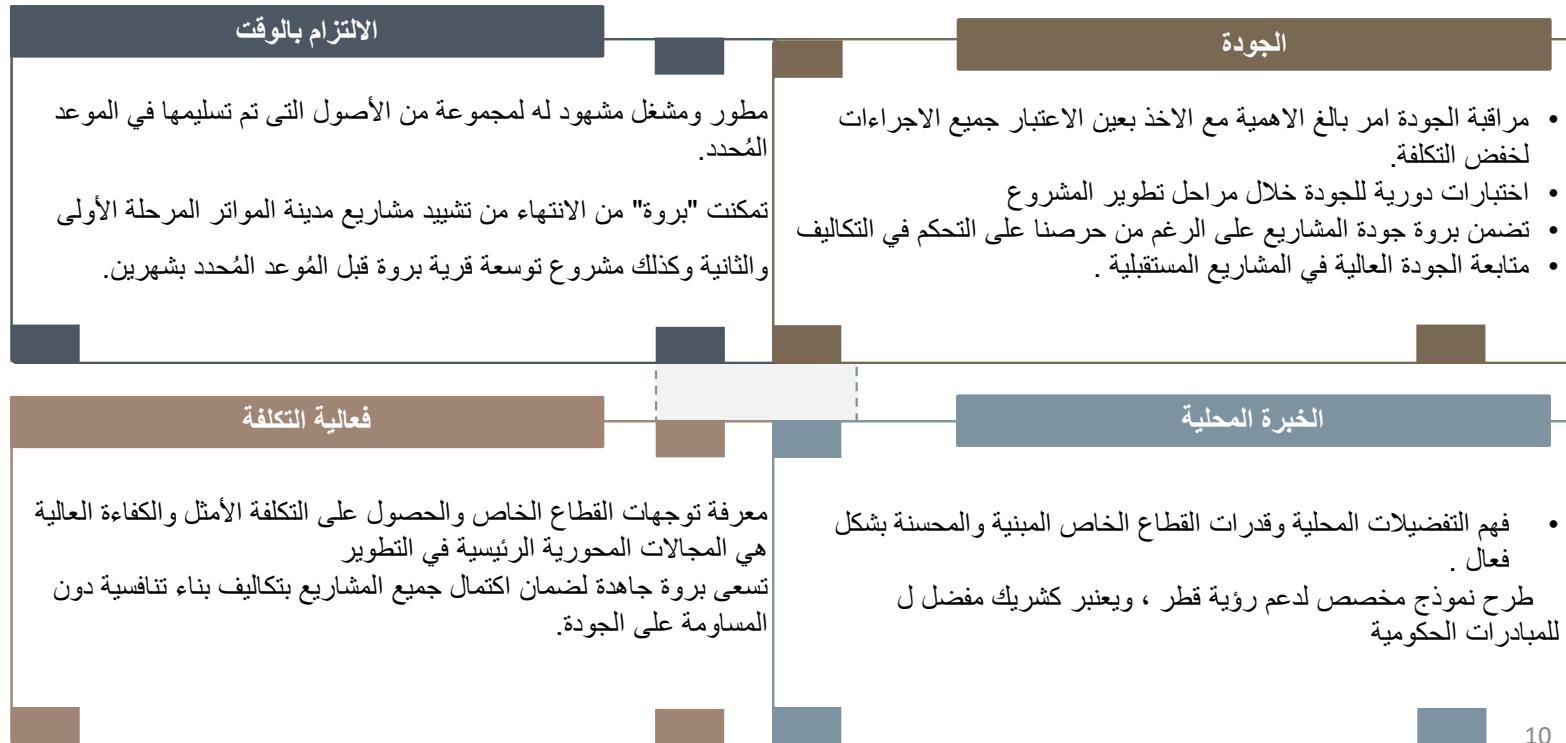 الجودة
• مراقبة الجودة امر بالغ الاهمية مع الاخذ بعين الاعتبار جميع الاجراءات
لخفض التكلفة.
• اختبارات دورية للجودة خلال مراحل تطوير المشروع
• تضمن بروة جودة المشاريع على الرغم من حرصنا على التحكم في التكاليف
• متابعة الجودة العالية في المشاريع المستقبلية .
الالتزام بالوقت
مطور ومشغل مشهود له لمجموعة من الأصول التى تم تسليمها في الموعد
المُحدد.
تمكنت "بروة" من الانتهاء من تشييد مشاريع مدينة المواتر المرحلة الأولى
والثانية وكذلك مشروع توسعة قرية بروة قبل المُوعد المُحدد بشهرين.
الخبرة المحلية
• فهم التفضيلات المحلية وقدرات القطاع الخاص المبنية والمحسنة بشكل
فعال .
طرح نموذج مخصص لدعم رؤية قطر ، ويعنبر كشريك مفضل ل
للمبادرات الحكومية
فعالية التكلفة
معرفة توجهات القطاع الخاص والحصول على التكلفة الأمثل والكفاءة العالية
هي المجالات المحورية الرئيسية في التطوير
تسعى بروة جاهدة لضمان اكتمال جميع المشاريع بتكاليف بناء تنافسية دون
المساومة على الجودة.
10